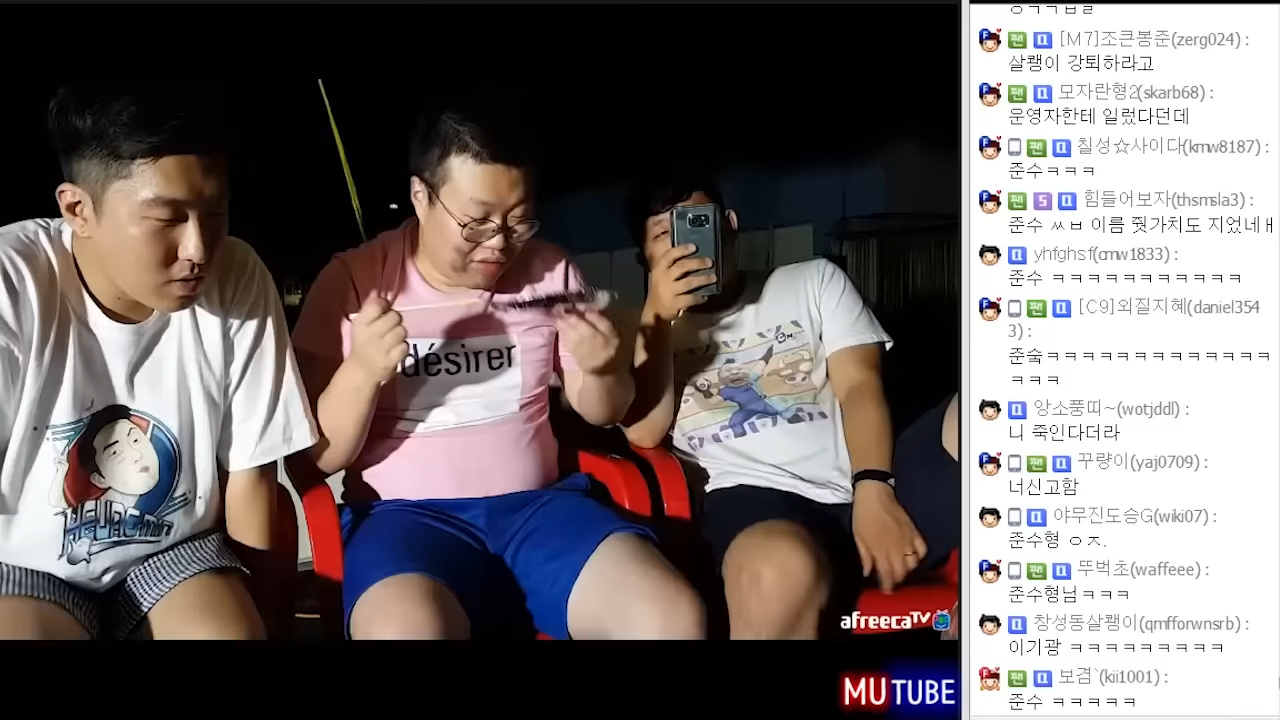 [M7]조큰봉준(zerg024) :
살쾡이 강퇴하라고
모자란형2(skarb68) :
운영자한테 일렀다던데
칠성☆사이다(kmw8187) :
준수ㅋㅋㅋ
힘들어보자(thsmsla3) :
준수 ㅆㅂ 이름 줫가치도 지었네ㅐ
yhfghsf(cmw1833) :
준수 ㅋㅋㅋㅋㅋㅋㅋㅋㅋㅋㅋ
[C9]외질지혜(daniel354
3) :
준숰ㅋㅋㅋㅋㅋㅋㅋㅋㅋㅋㅋㅋㅋ
ㅋㅋㅋ
앙소품띠~(wotjddl) :
니 죽인다더라
꾸량이(yaj0709) :
너신고함
야무진도승G(wiki07) :
준수형 ㅇㅈ.
뚜벅초(waffeee) :
준수형님ㅋㅋㅋ
창성동살쾡이(qmfforwnsrb) :
이기광 ㅋㅋㅋㅋㅋㅋㅋㅋㅋ
보겸`(kii1001) :
준수 ㅋㅋㅋㅋㅋ
désirer
HEUNGmin
afreecaTV
MUTUBE